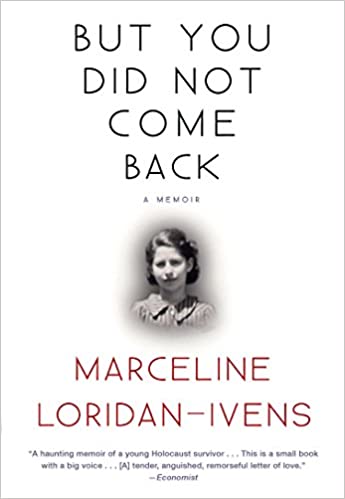 BUT YOU
DID NOT
COME
BACK
A MEMOIR
MARCELINE
LORIDAN-IVENS
"A haunting memoir of a young Holocaust survivor . . . This is a small book
with a big voice . . . [A] tender, anguished, remorseful letter of love."
—Economist